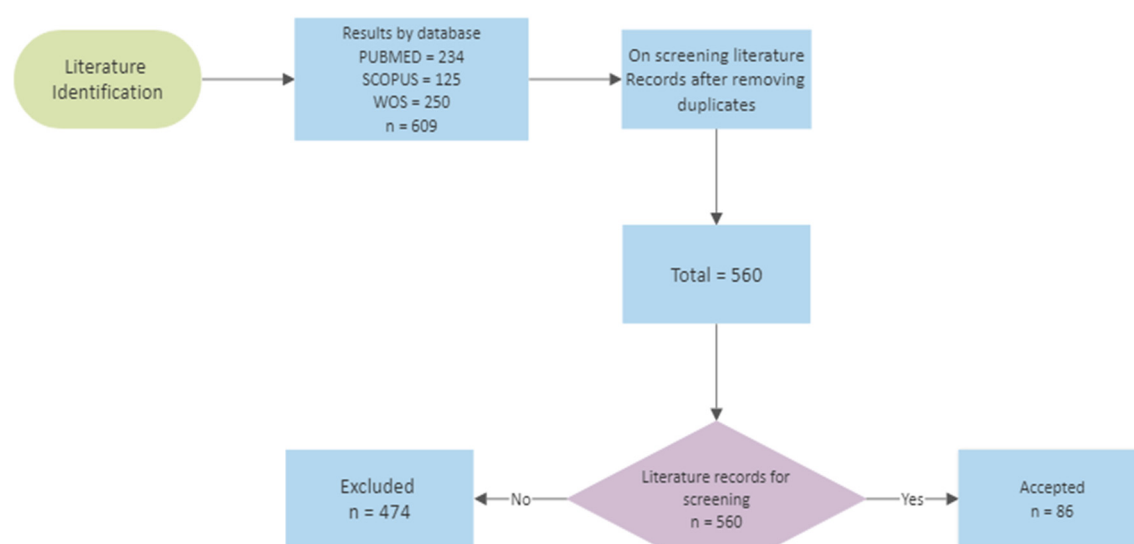 Literature
Identification
Results by database
PUBMED = 234
SCOPUS = 125
WOS = 250
n = 609
On screening literature
Records after removing
duplicates
Total = 560
Literature records for
screening
n = 560
No
Excluded
n = 474
Yes
Accepted
n = 86